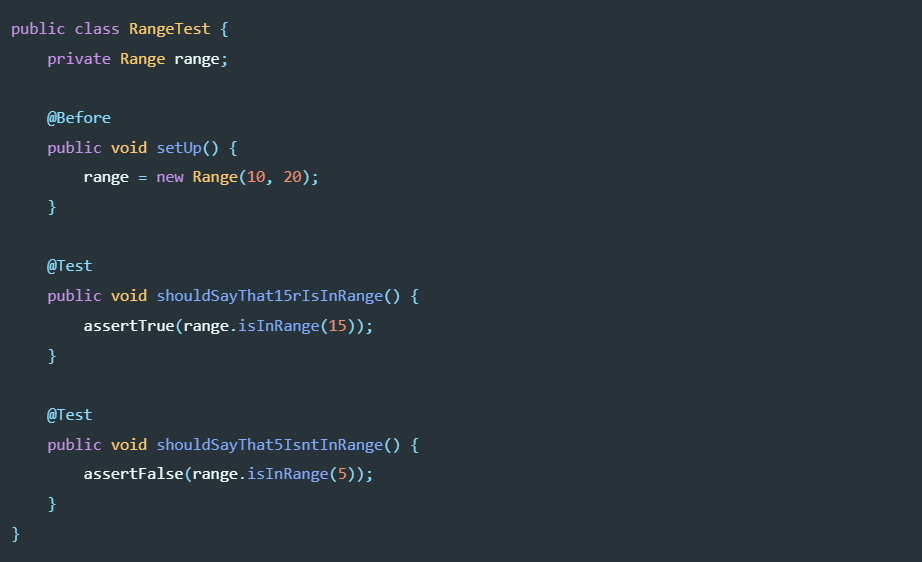 public class RangeTest {
    private Range range;

    @Before
    public void setUp() {
        range = new Range(10, 20);
    }

    @Test
    public void shouldSayThat15rIsInRange() {
        assertTrue(range.isInRange(15));
    }

    @Test
    public void shouldSayThat5IsntInRange() {
        assertFalse(range.isInRange(5));
    }
}